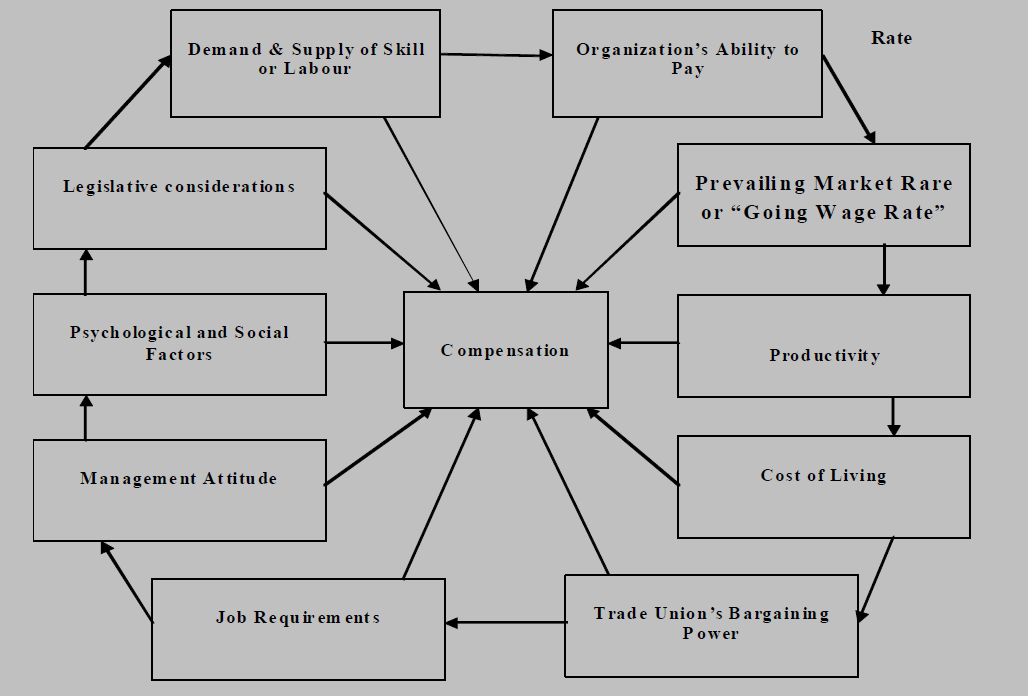 Demand & Supply of Skill
or Labour
Organization's Ability to
Pay
Rate
Legislative considerations
Prevailing Market Rare
or “Going Wage Rate”
Psychological and Social
Factors
Compensation
Productivity
Management Attitude
Cost of Living
Job Requirements
Trade Union's Bargaining
Power